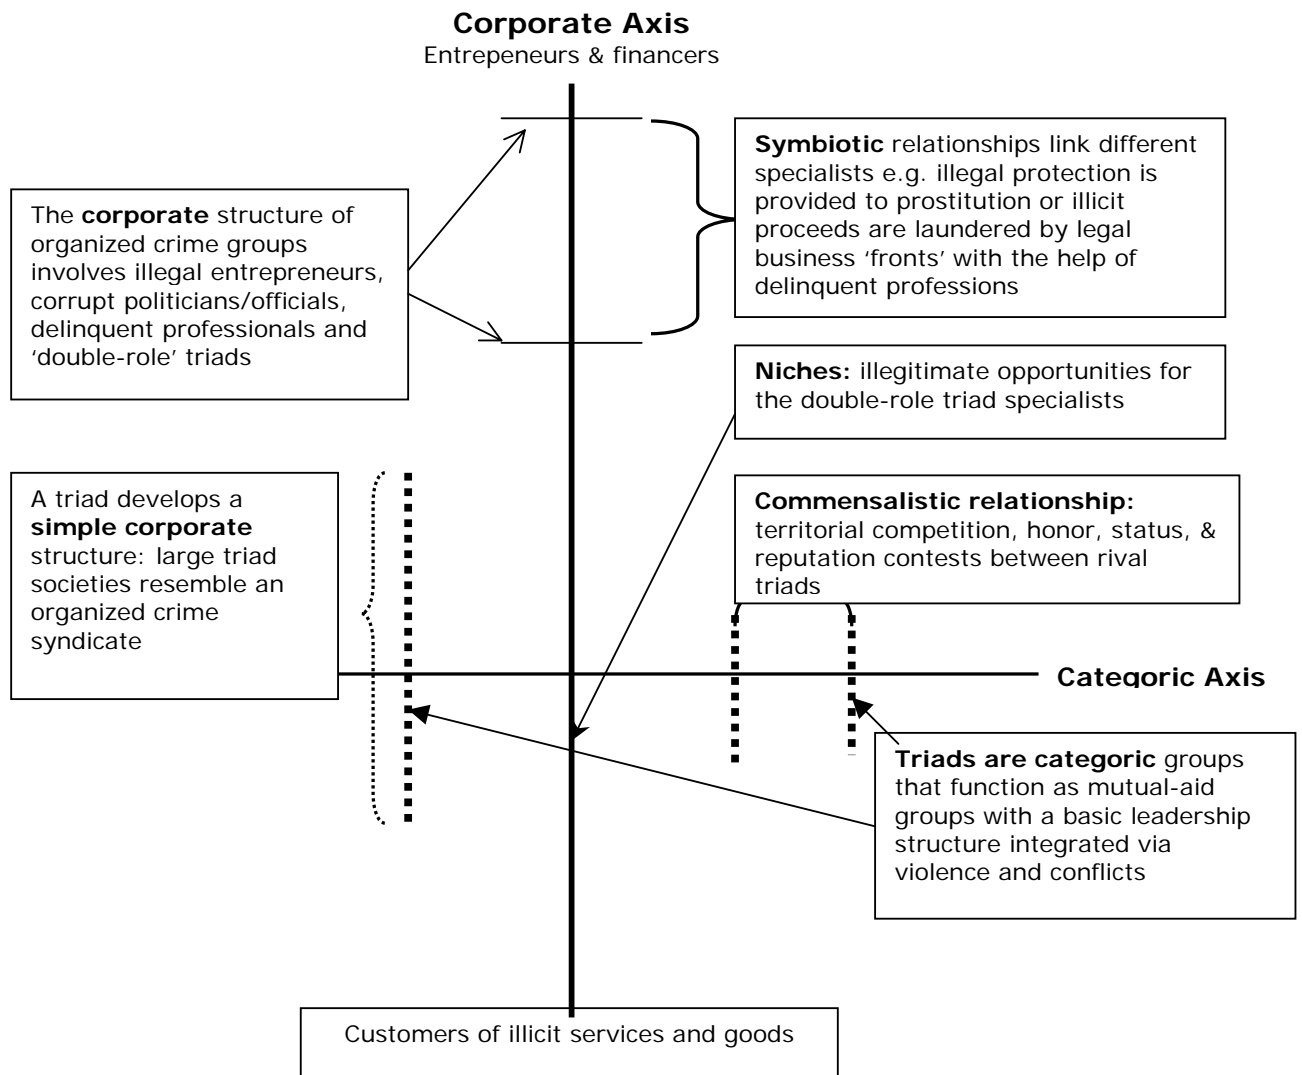 Corporate Axis
Entrepeneurs & financers
Symbiotic relationships link different
specialists e.g. illegal protection is
provided to prostitution or illicit
proceeds are laundered by legal
business ‘fronts’ with the help of
delinquent professions
The corporate structure of
organized crime groups
involves illegal entrepreneurs,
corrupt politicians/officials,
delinquent professionals and
‘double-role’ triads
Niches: illegitimate opportunities for
the double-role triad specialists
A triad develops a
simple corporate
structure: large triad
societies resemble an
organized crime
syndicate
Commensalistic relationship:
territorial competition, honor, status, &
reputation contests between rival
triads
Categoric Axis
Triads are categoric groups
that function as mutual-aid
groups with a basic leadership
structure integrated via
violence and conflicts
Customers of illicit services and goods